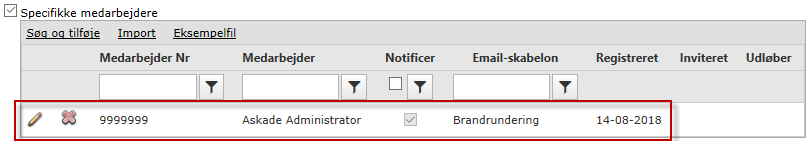 Specifikke medarbejdere
Søg og tilføje Import Eksempelfil
Medarbejder Nr Medarbejder Notificer Email-skabelon Registreret Inviteret Udløber
9999999 Askade Administrator Brandrundering 14-08-2018